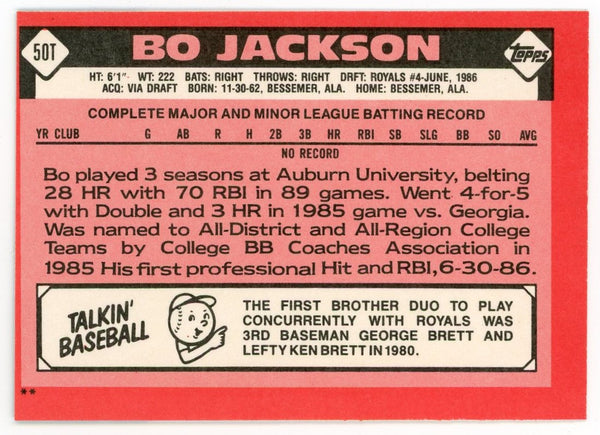 50T
BO JACKSON
topps
HT: 6'1" WT: 222 BATS: RIGHT THROWS: RIGHT DRFT: ROYALS #4-JUNE, 1986
ACQ: VIA DRAFT BORN: 11-30-62, BESSEMER, ALA. HOME: BESSEMER, ALA.
COMPLETE MAJOR AND MINOR LEAGUE BATTING RECORD
YR CLUB G AB R H 2B 3B HR RBI SB SLG BB SO AVG
NO RECORD
Bo played 3 seasons at Auburn University, belting
28 HR with 70 RBI in 89 games. Went 4-for-5
with Double and 3 HR in 1985 game vs. Georgia.
Was named to All-District and All-Region College
Teams by College BB Coaches Association in
1985 His first professional Hit and RBI, 6-30-86.
TALKIN'
BASEBALL
THE FIRST BROTHER DUO TO PLAY
CONCURRENTLY WITH ROYALS WAS
3RD BASEMAN GEORGE BRETT AND
LEFTY KEN BRETT IN 1980.
**